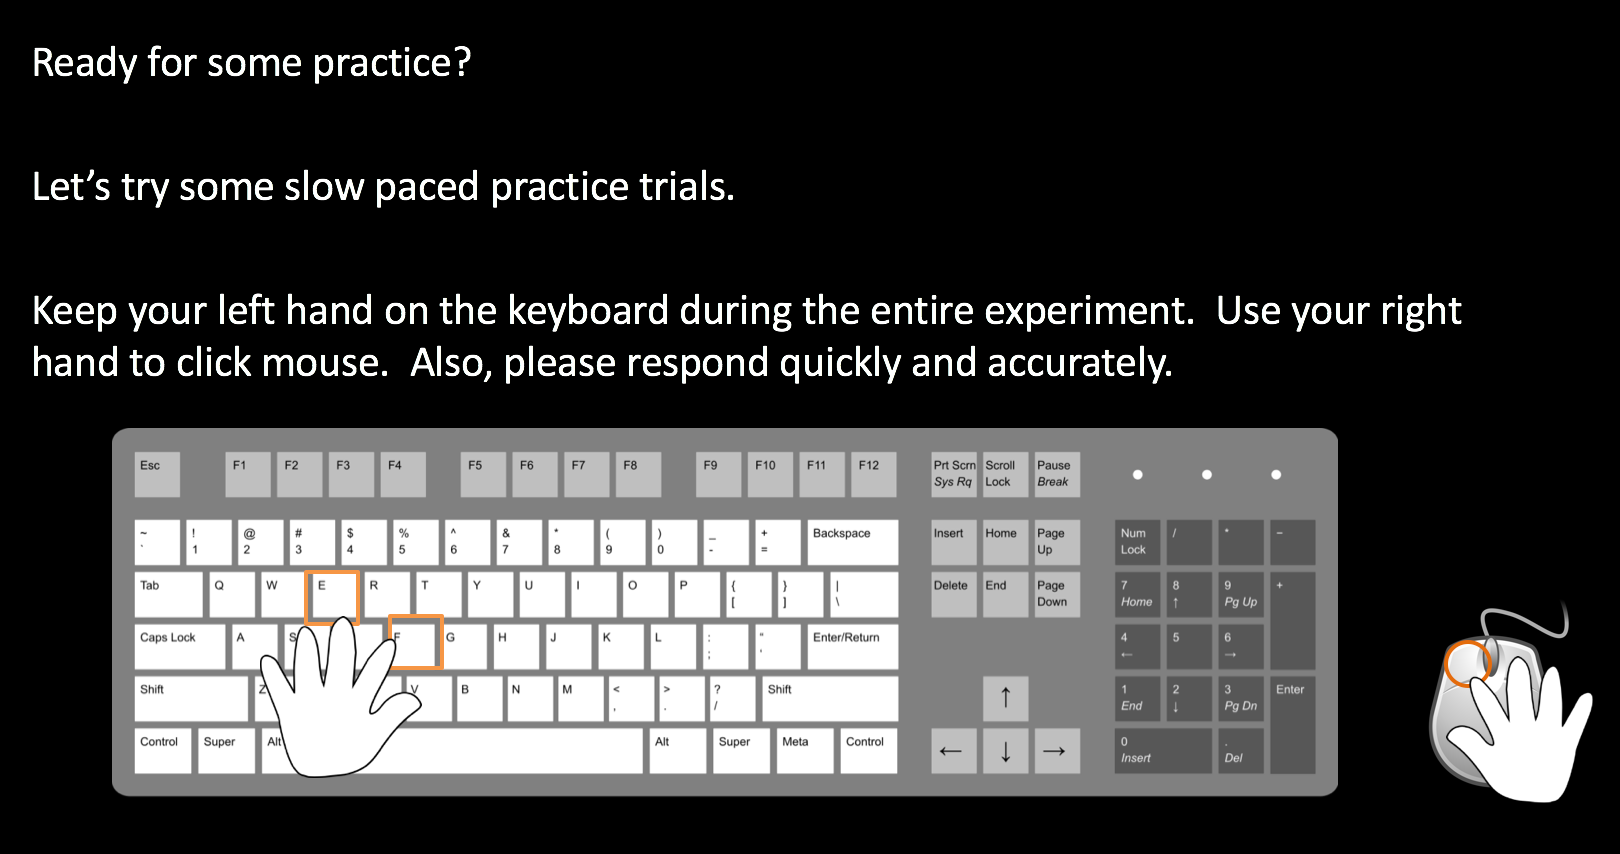 Ready for some practice?
Let’s try some slow paced practice trials.
Keep your left hand on the keyboard during the entire experiment.  Use your right
hand to click mouse.  Also, please respond quickly and accurately.
Esc F1 F2 F3 F4 F5 F6 F7 F8 F9 F10 F11 F12 Prt Scrn Scroll Pause
Sys Rq Lock Break
~ ! @ # $ % ^ & * ( ) _ + Backspace Insert Home Page Num / * -
` 1 2 3 4 5 6 7 8 9 0 - = Up Lock
Tab Q W E R T Y U I O P { } | Delete End Page 7 8 9 +
[ ] \ Down Home ↑ Pg Up
Caps Lock A S F G H J K L : " Enter/Return 4 5 6
; ' ← →
Shift Z V B N M < > ? Shift ↑ 1 2 3 Enter
, . / End ↓ Pg Dn
Control Super Alt Alt Super Meta Control ← ↓ → 0 .
Insert Del